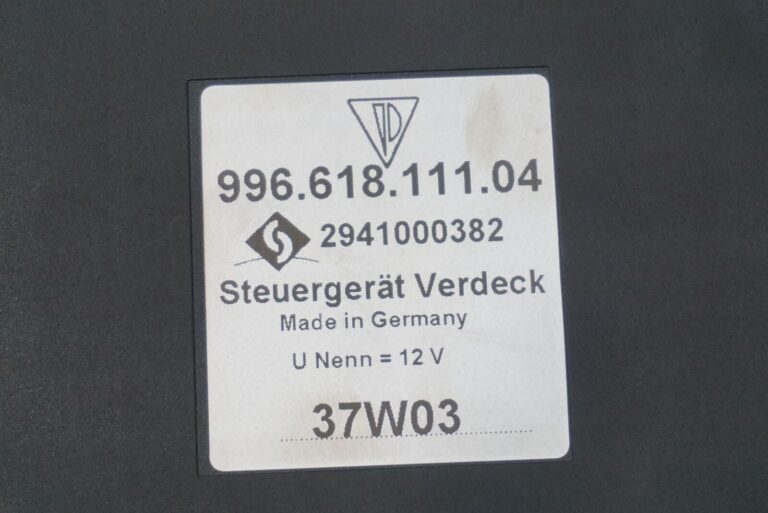 996.618.111.04
2941000382
Steuergerät Verdeck
Made in Germany
U Nenn = 12 V
37W03